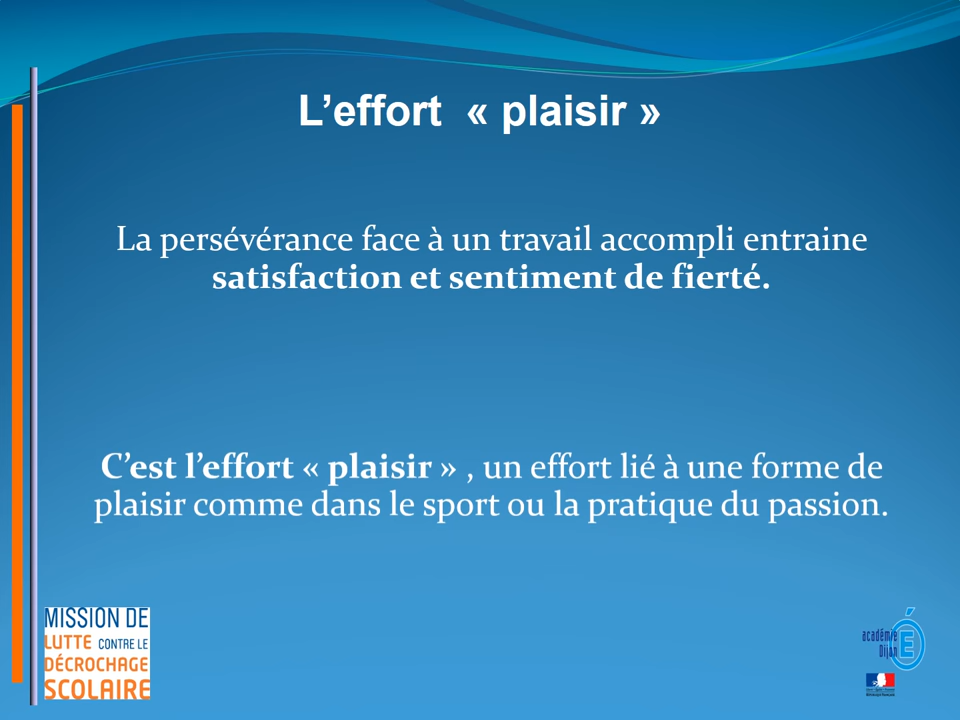 L’effort « plaisir »
La persévérance face à un travail accompli entraine
satisfaction et sentiment de fierté.
C’est l’effort « plaisir » , un effort lié à une forme de
plaisir comme dans le sport ou la pratique du passion.
MISSION DE
LUTTE CONTRE LE
DÉCROCHAGE
SCOLAIRE
académie
Dijon
É